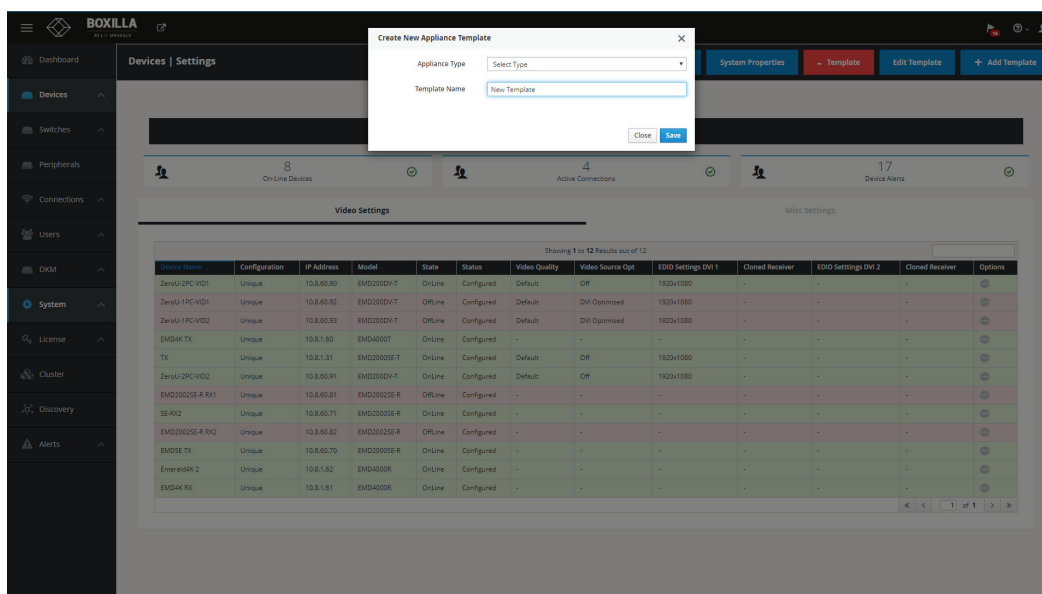 BOXILLA
Create New Appliance Template
Appliance Type Select Type
Template Name New Template
Close Save
Dashboard
Devices
Switches
Peripherals
Connections
Users
DKM
System
License
Cluster
Discovery
Alerts
Devices | Settings
System Properties
- Template
Edit Template
+ Add Template
8
On-Line Devices
4
Active Connections
17
Device Alerts
Video Settings
Misc Settings
Showing 1 to 12 Results out of 12
Device Name Configuration IP Address Model State Status Video Quality Video Source Opt EDID Settings DVI 1 Cloned Receiver EDID Setttings DVI 2 Cloned Receiver Options
ZeroU-2PC-VID1 Unique 10.8.60.90 EMD200DV-T OnLine Configured Default Off 1920x1080 - - -
ZeroU-1PC-VID1 Unique 10.8.60.92 EMD200DV-T OffLine Configured Default DVI Optimised 1920x1080 - - -
ZeroU-1PC-VID2 Unique 10.8.60.93 EMD200DV-T OffLine Configured Default DVI Optimised 1920x1080 - - -
EMD4K TX Unique 10.8.1.60 EMD4000T OnLine Configured - - - - - -
TX Unique 10.8.1.31 EMD2000SE-T OnLine Configured Default Off 1920x1080 - - -
ZeroU-2PC-VID2 Unique 10.8.60.91 EMD200DV-T OnLine Configured Default Off 1920x1080 - - -
EMD2002SE-R RX1 Unique 10.8.60.81 EMD2002SE-R OffLine Configured - - - - - -
SE-RX2 Unique 10.8.60.71 EMD2000SE-R OnLine Configured - - - - - -
EMD2002SE-R RX2 Unique 10.8.60.82 EMD2002SE-R OffLine Configured - - - - - -
EMDSE TX Unique 10.8.60.70 EMD2000SE-R OnLine Configured - - - - - -
Emerald4K 2 Unique 10.8.1.62 EMD4000R OnLine Configured - - - - - -
EMD4K RX Unique 10.8.1.61 EMD4000R OnLine Configured - - - - - -
1 of 1